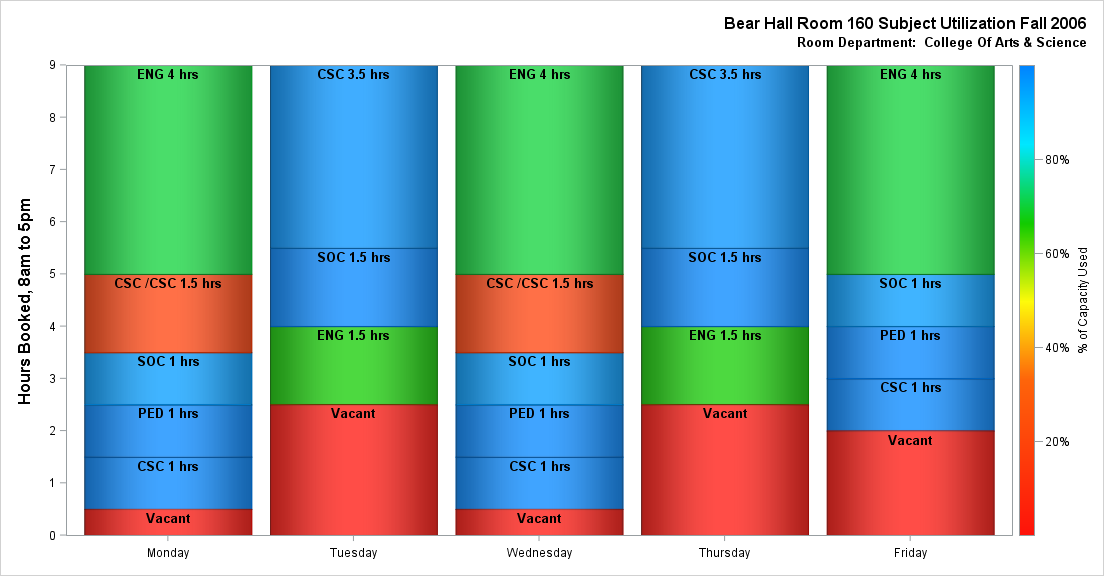 Bear Hall Room 160 Subject Utilization Fall 2006
Room Department:  College Of Arts & Science
Hours Booked, 8am to 5pm
9
8
7
6
5
4
3
2
1
0
ENG 4 hrs
CSC /CSC 1.5 hrs
SOC 1 hrs
PED 1 hrs
CSC 1 hrs
Vacant
Monday
CSC 3.5 hrs
SOC 1.5 hrs
ENG 1.5 hrs
Vacant
Tuesday
ENG 4 hrs
CSC /CSC 1.5 hrs
SOC 1 hrs
PED 1 hrs
CSC 1 hrs
Vacant
Wednesday
CSC 3.5 hrs
SOC 1.5 hrs
ENG 1.5 hrs
Vacant
Thursday
ENG 4 hrs
SOC 1 hrs
PED 1 hrs
CSC 1 hrs
Vacant
Friday
80%
60%
40%
20%
% of Capacity Used